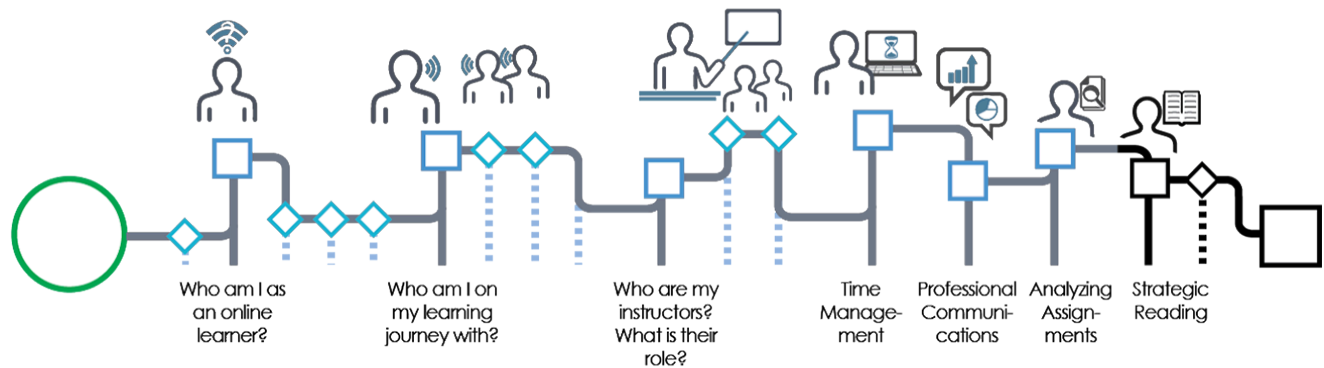 Who am I as
an online
learner?
Who am I on
my learning
journey with?
Who are my
instructors?
What is their
role?
Time
Manage-
ment
Professional
Communi-
cations
Analyzing
Assign-
ments
Strategic
Reading